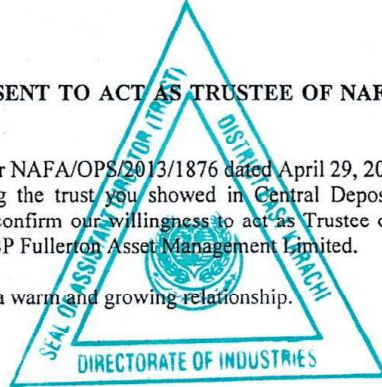 SENT TO ACT AS TRUSTEE OF NAF
r NAFA/OPS/2013/1876 dated April 29, 20
g the trust you showed in Central Depos
confirm our willingness to act as Trustee
P Fullerton Asset Management Limited.
a warm and growing relationship.
SEAL OF ASSISTANT DIRECTOR (TRUST)
DISTRICT EAST KARACHI
DIRECTORATE OF INDUSTRIES